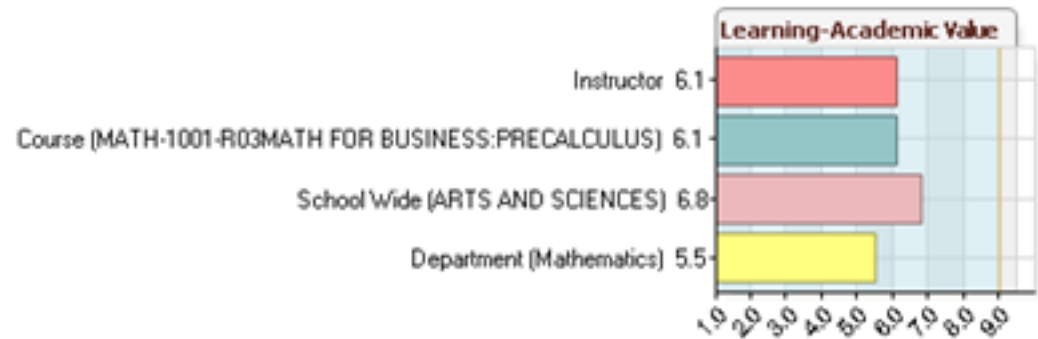 Learning-Academic Value
Instructor 6.1
Course (MATH-1001-R03MATH FOR BUSINESS:PRECALCULUS) 6.1
School Wide (ARTS AND SCIENCES) 6.8
Department (Mathematics) 5.5
1.0 2.0 3.0 4.0 5.0 6.0 7.0 8.0 9.0